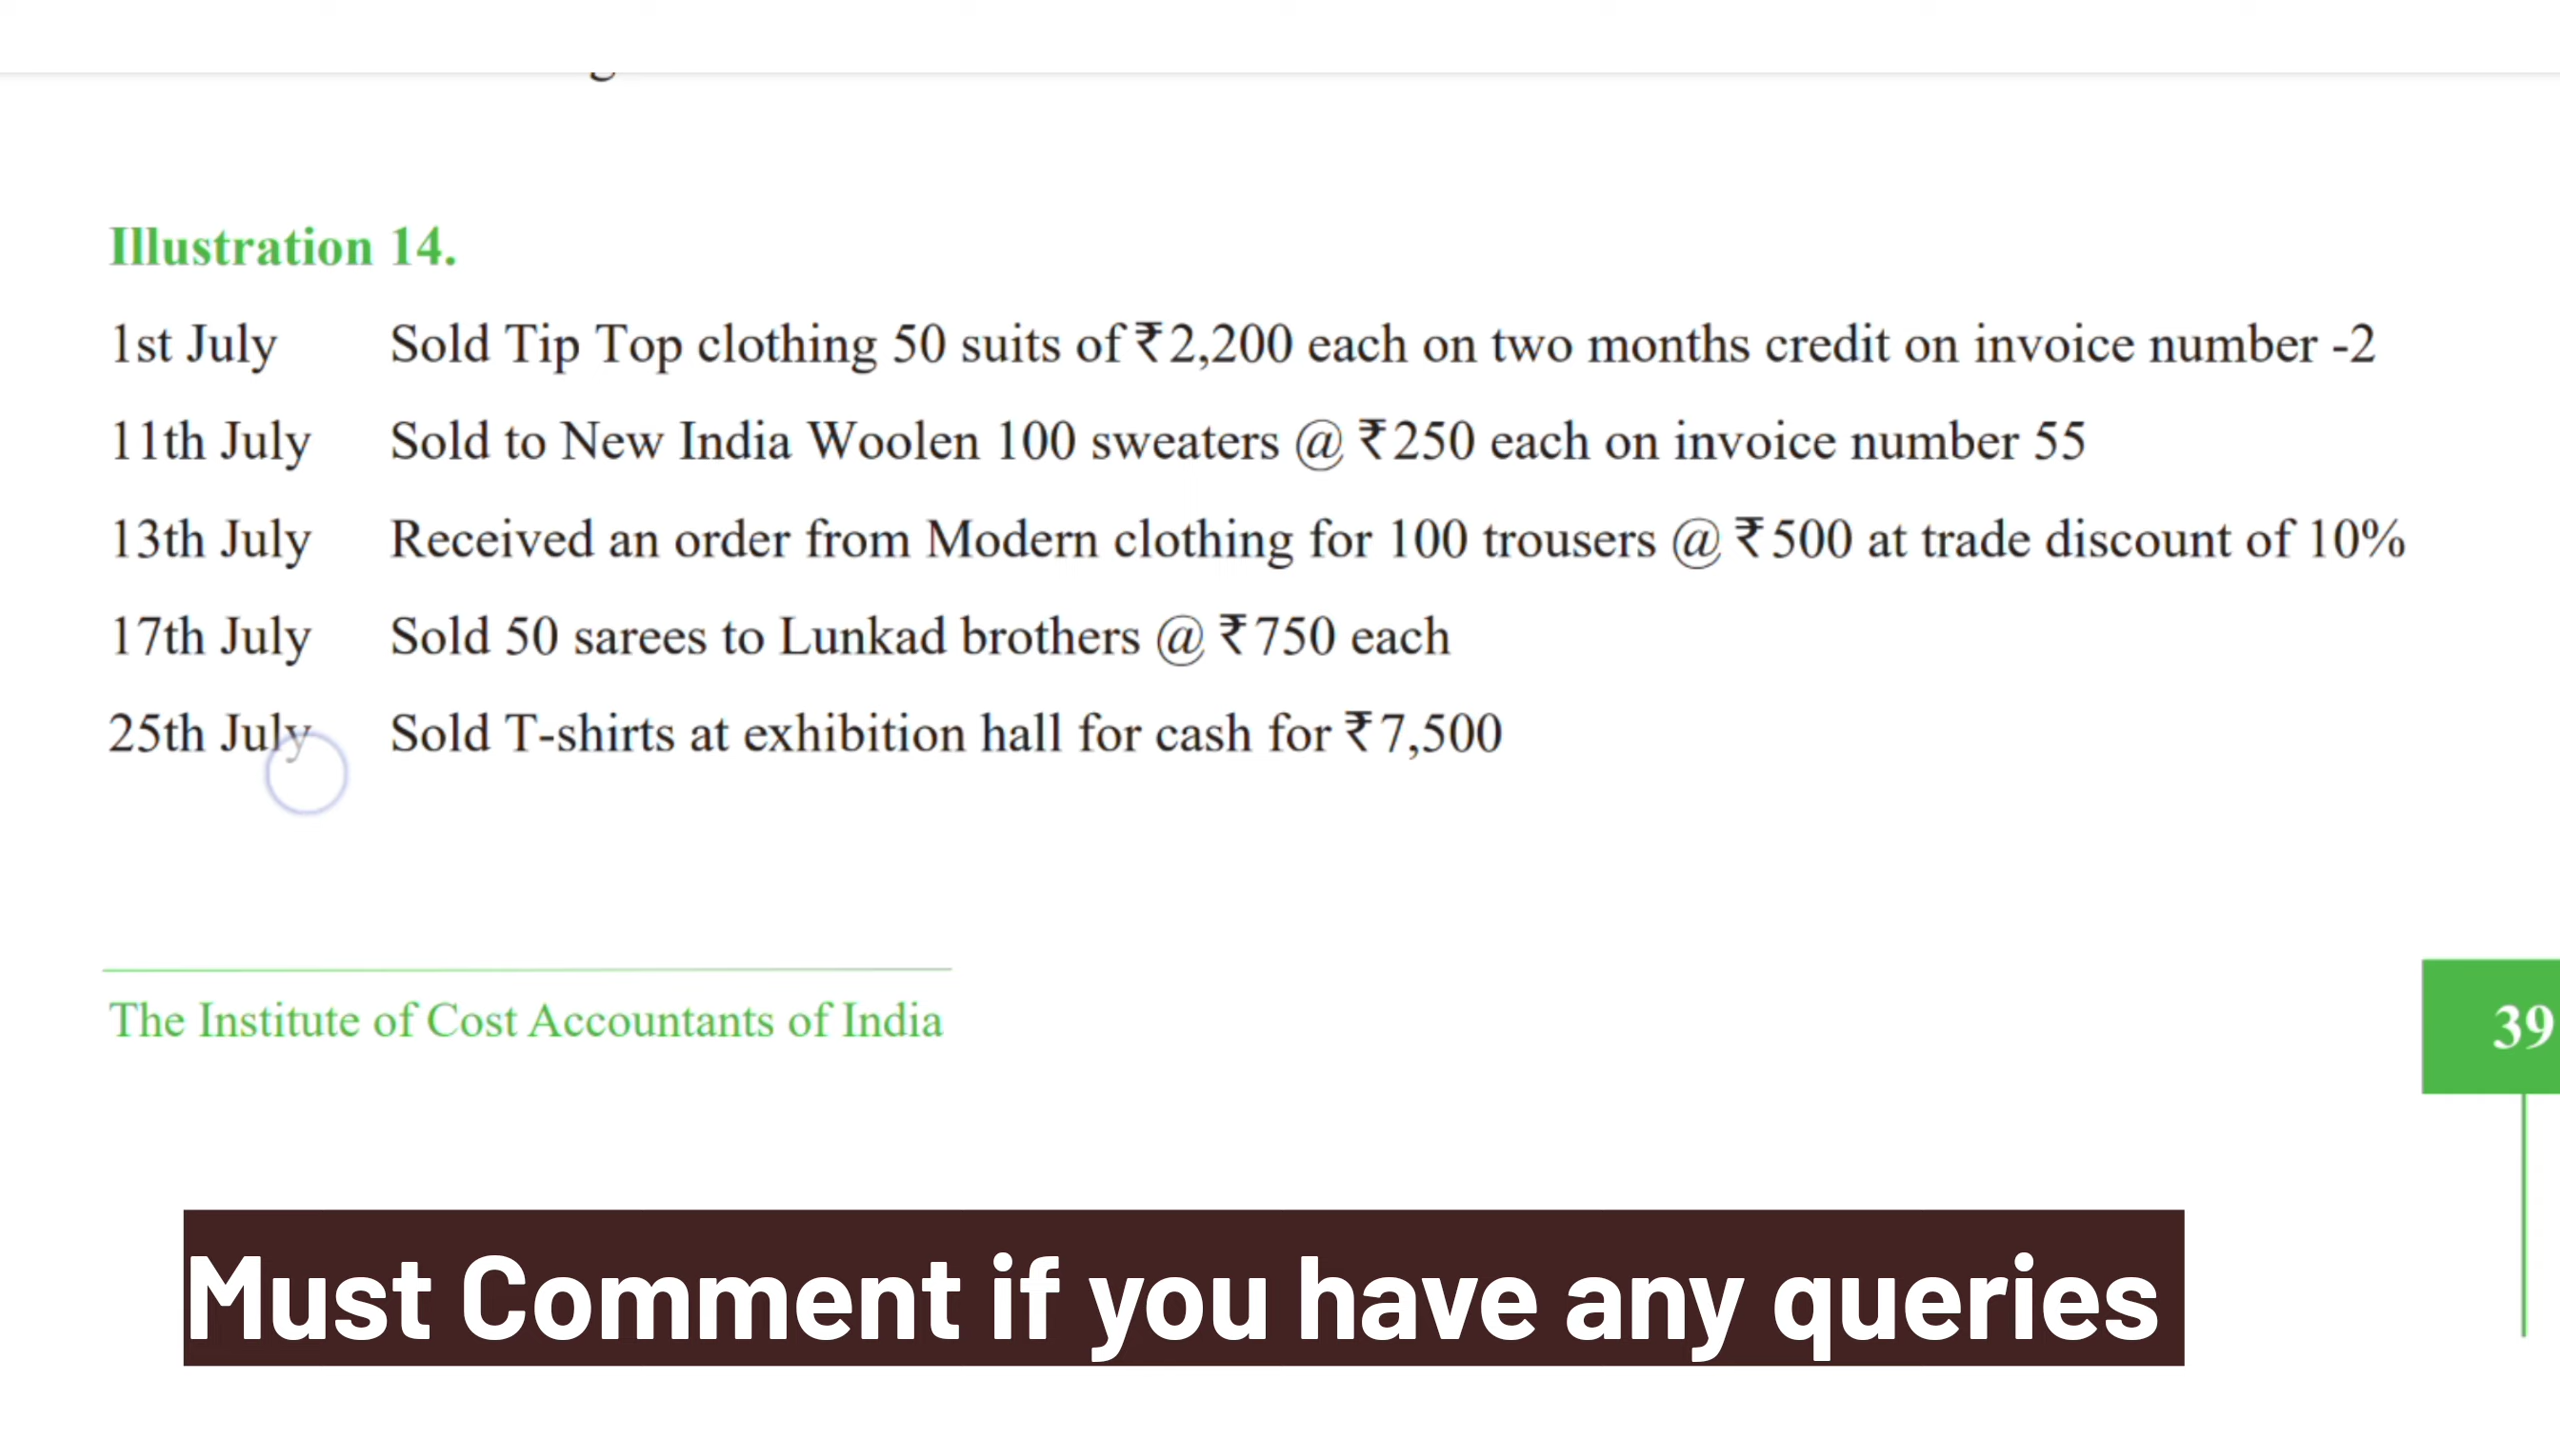 Illustration 14.
1st July Sold Tip Top clothing 50 suits of ₹2,200 each on two months credit on invoice number -2
11th July Sold to New India Woolen 100 sweaters @ ₹250 each on invoice number 55
13th July Received an order from Modern clothing for 100 trousers @ ₹500 at trade discount of 10%
17th July Sold 50 sarees to Lunkad brothers @ ₹750 each
25th July Sold T-shirts at exhibition hall for cash for ₹7,500
The Institute of Cost Accountants of India
39
Must Comment if you have any queries